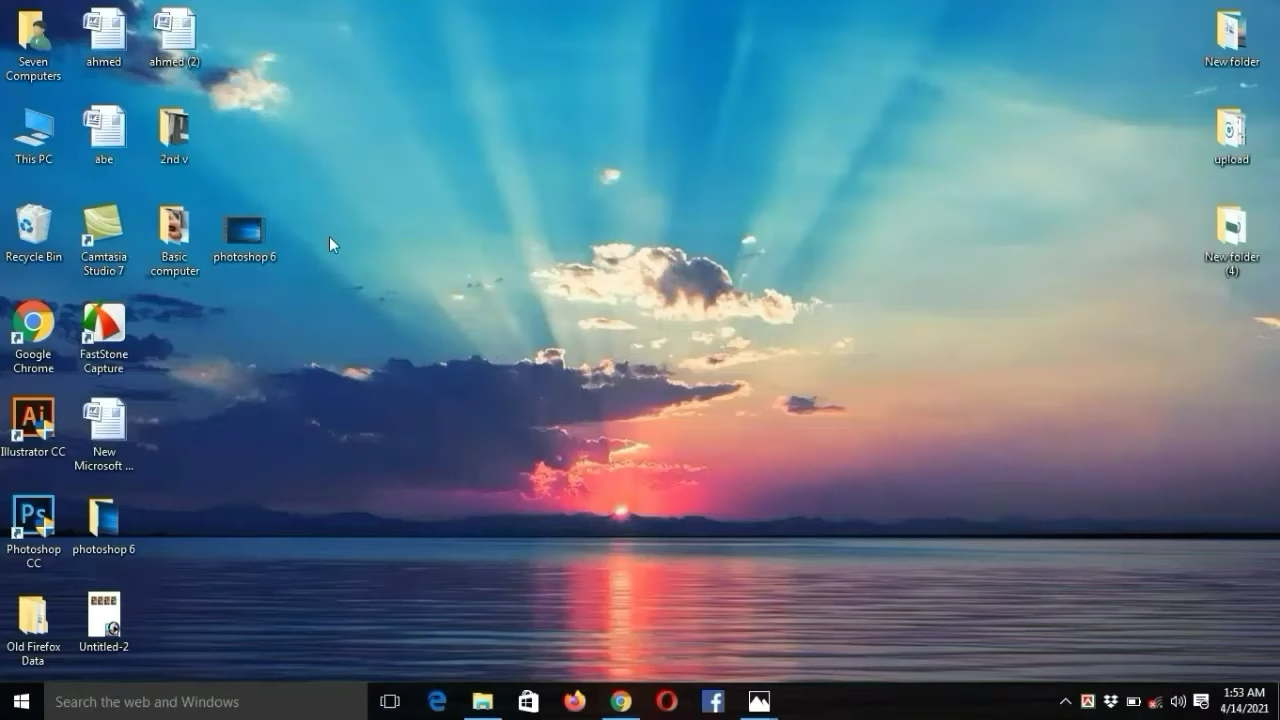 Seven
Computers
ahmed
ahmed (2)
New folder
This PC
abe
2nd v
upload
Recycle Bin
Camtasia
Studio 7
Basic
computer
photoshop 6
New folder
(4)
Google
Chrome
FastStone
Capture
Ai
Illustrator CC
New
Microsoft ...
Ps
Photoshop
CC
photoshop 6
Old Firefox
Data
Untitled-2
Search the web and Windows
1:53 AM
4/14/2021